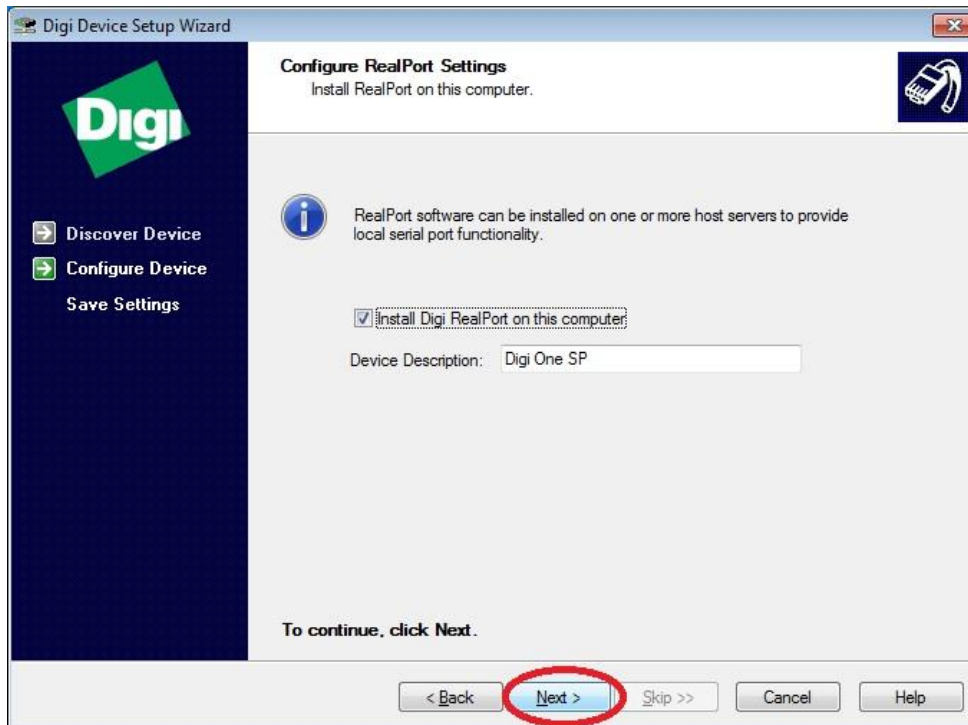 Digi Device Setup Wizard
Digi
Discover Device
Configure Device
Save Settings
Configure RealPort Settings
Install RealPort on this computer.
RealPort software can be installed on one or more host servers to provide
local serial port functionality.
Install Digi RealPort on this computer
Device Description:
Digi One SP
To continue, click Next.
< Back
Next >
Skip >>
Cancel
Help